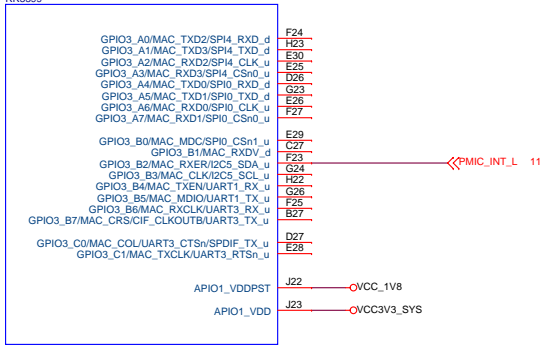 GPIO3_A0/MAC_TXD2/SPI4_RXD_d F24
GPIO3_A1/MAC_TXD3/SPI4_TXD_d H23
GPIO3_A2/MAC_RXD2/SPI4_CLK_u E30
GPIO3_A3/MAC_RXD3/SPI4_CSn0_u E25
GPIO3_A4/MAC_TXD0/SPI0_RXD_d D26
GPIO3_A5/MAC_TXD1/SPI0_TXD_d G23
GPIO3_A6/MAC_RXD0/SPI0_CLK_u E26
GPIO3_A7/MAC_RXD1/SPI0_CSn0_u F27
GPIO3_B0/MAC_MDC/SPI0_CSn1_u E29
GPIO3_B1/MAC_RXDV_d C27
GPIO3_B2/MAC_RXER/I2C5_SDA_u F23 PMIC_INT_L 11
GPIO3_B3/MAC_CLK/I2C5_SCL_u G24
GPIO3_B4/MAC_TXEN/UART1_RX_u H22
GPIO3_B5/MAC_MDIO/UART1_TX_u G26
GPIO3_B6/MAC_RXCLK/UART3_RX_u F25
GPIO3_B7/MAC_CRS/CIF_CLKOUTB/UART3_TX_u B27
GPIO3_C0/MAC_COL/UART3_CTSn/SPDIF_TX_u D27
GPIO3_C1/MAC_TXCLK/UART3_RTSn_u E28
APIO1_VDDPST J22 VCC_1V8
APIO1_VDD J23 VCC3V3_SYS